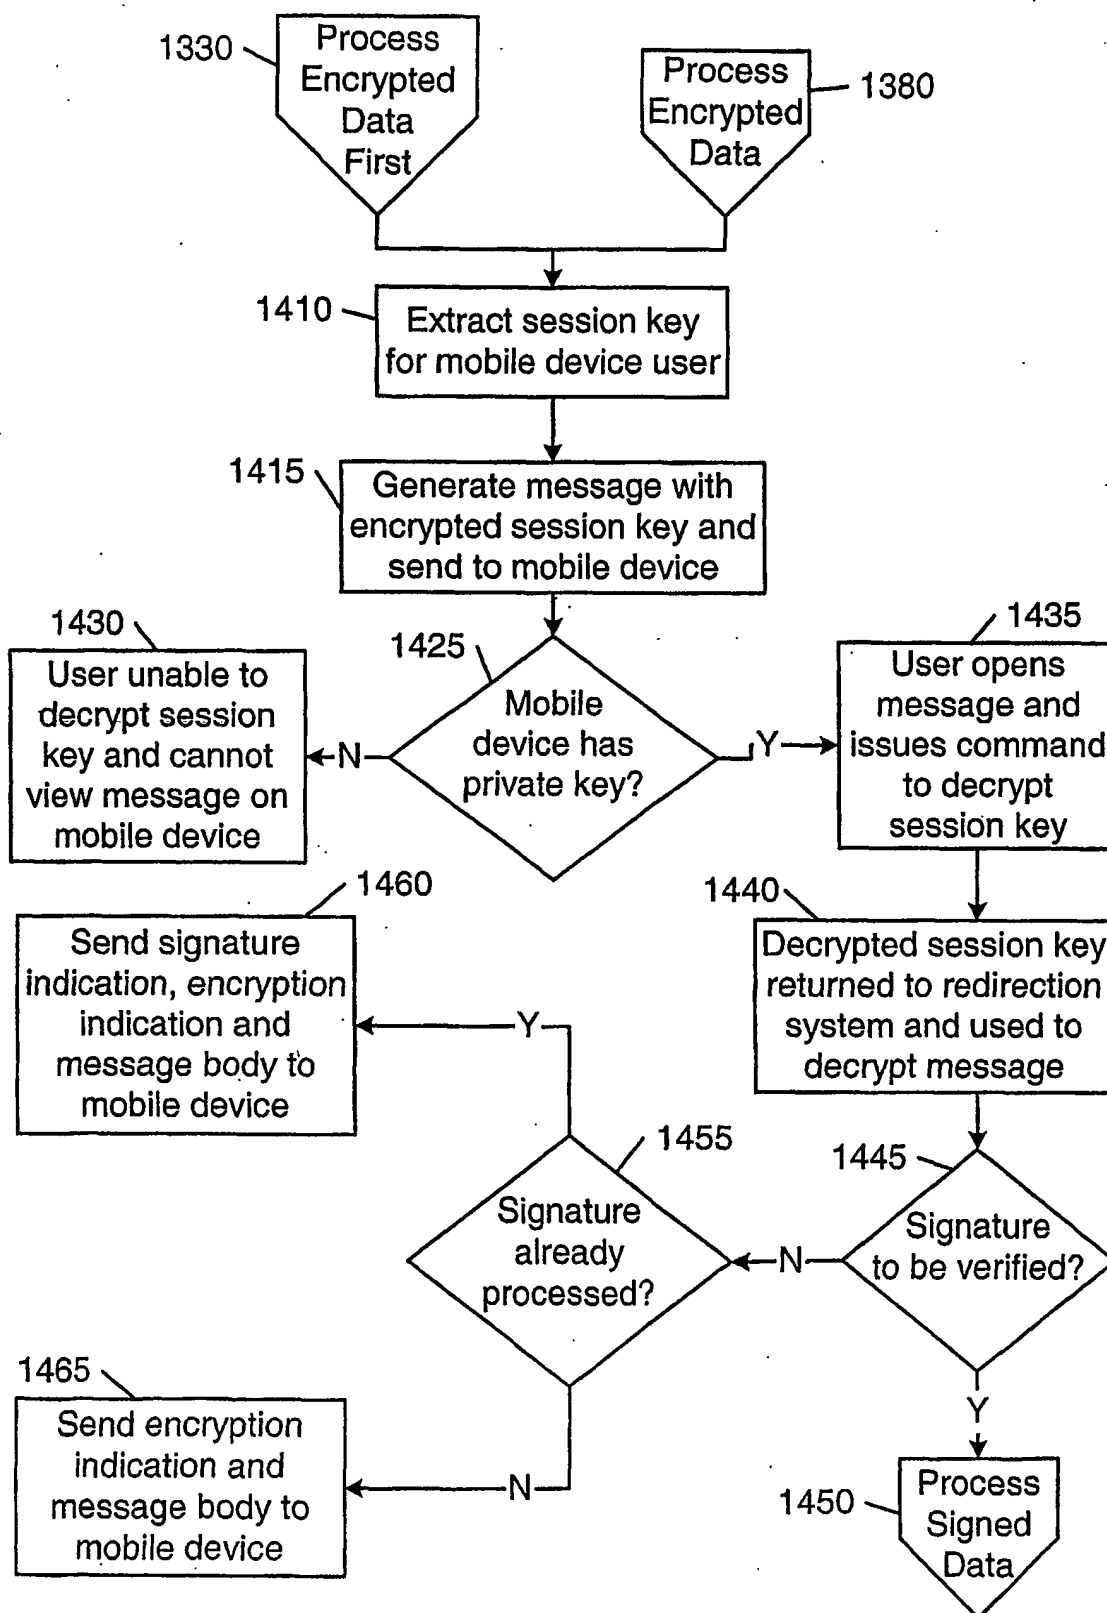 1330
Process
Encrypted
Data
First
Process
Encrypted
Data
1380
1410
Extract session key
for mobile device user
1415
Generate message with
encrypted session key and
send to mobile device
1430
User unable to
decrypt session
key and cannot
view message on
mobile device
N
1425
Mobile
device has
private key?
Y
1435
User opens
message and
issues command
to decrypt
session key
1440
Decrypted session key
returned to redirection
system and used to
decrypt message
1460
Send signature
indication, encryption
indication and
message body to
mobile device
Y
1455
Signature
already
processed?
N
1445
Signature
to be verified?
1465
Send encryption
indication and
message body to
mobile device
N
Y
1450
Process
Signed
Data